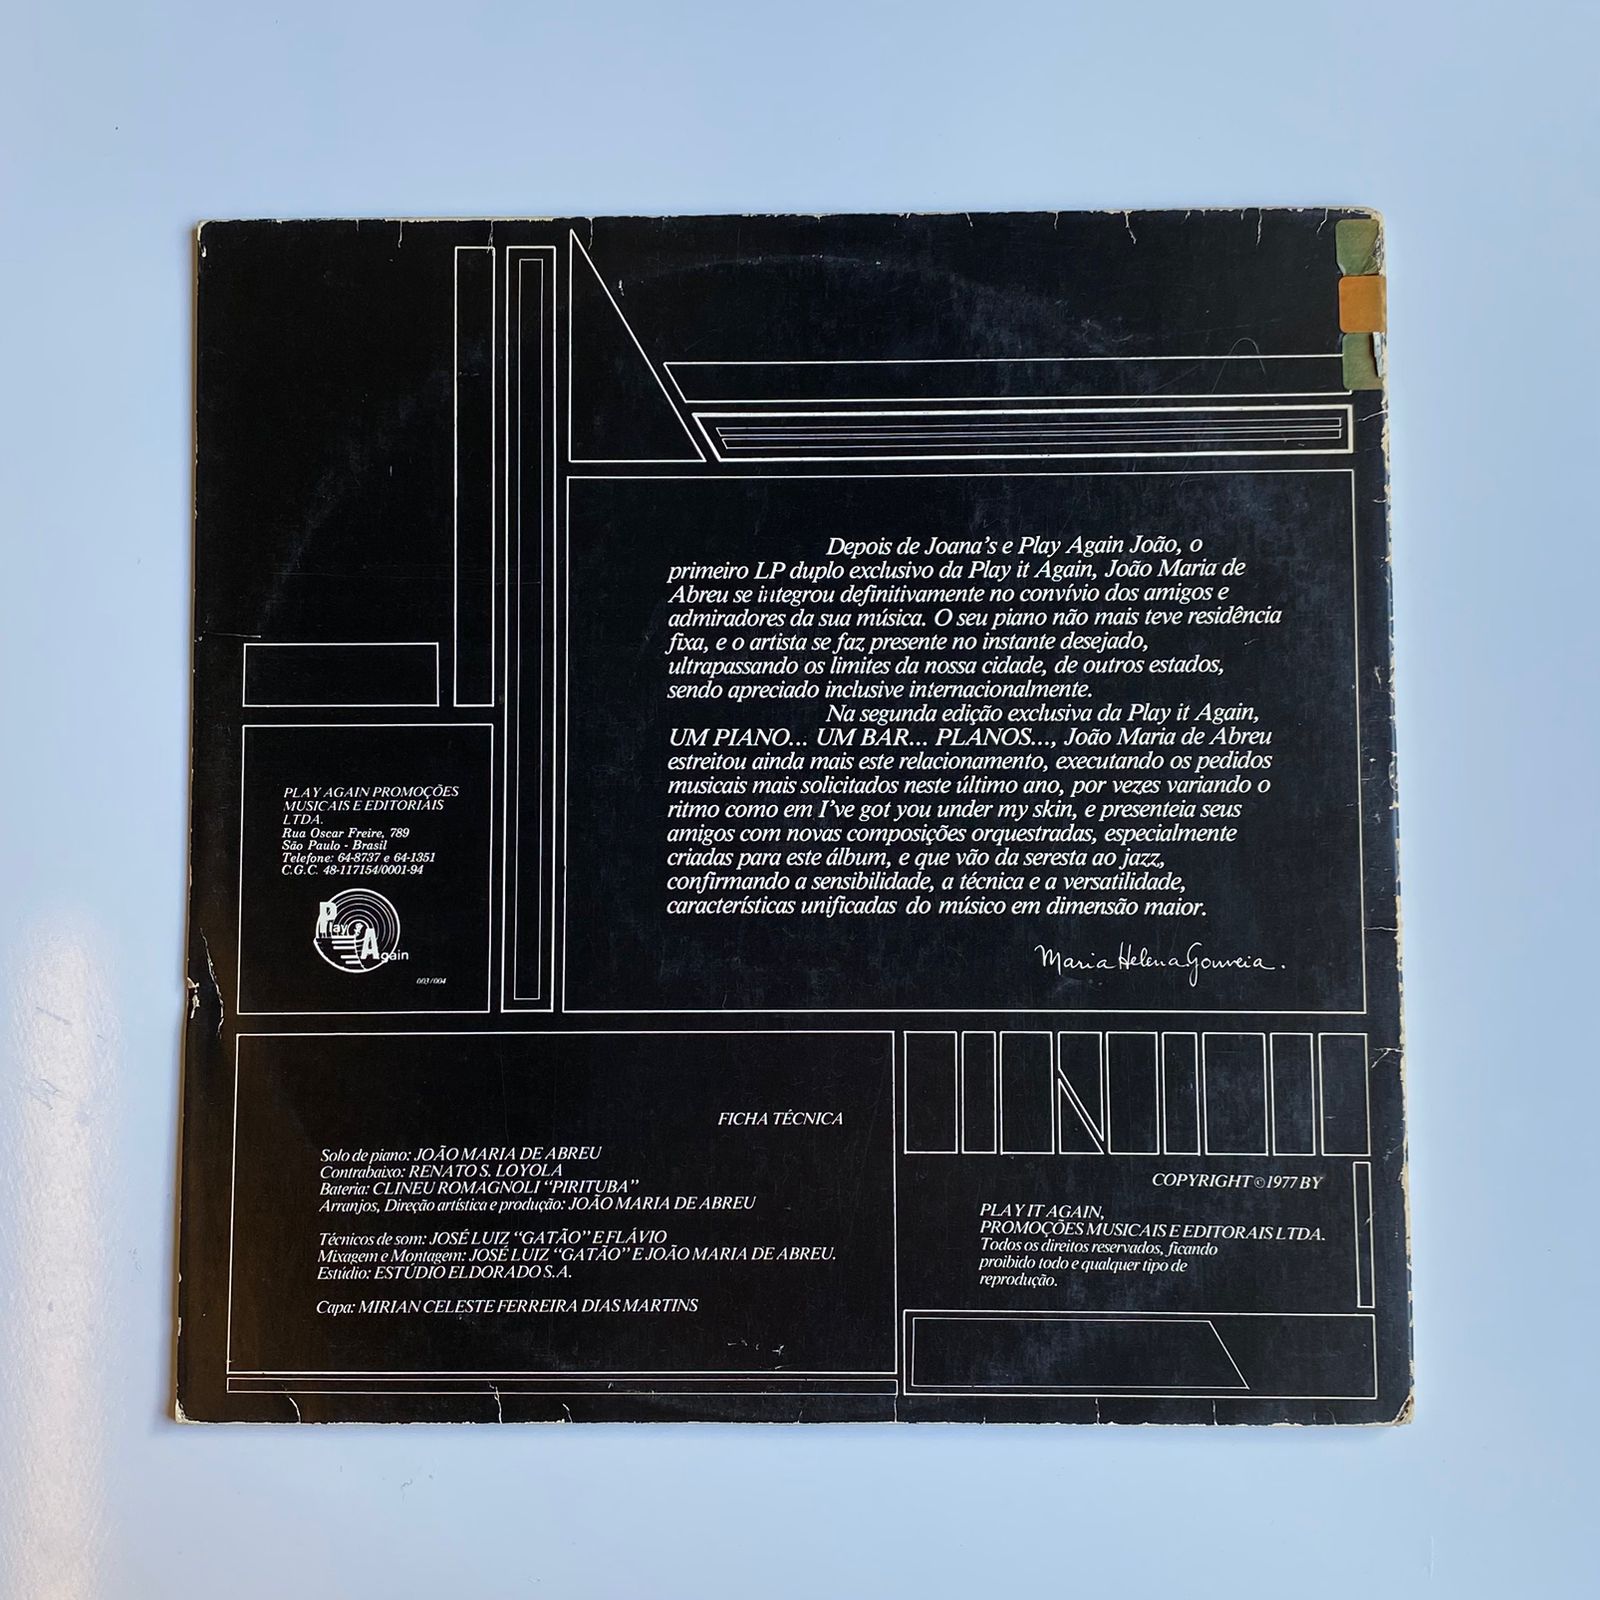 Depois de Joana's e Play Again João, o
primeiro LP duplo exclusivo da Play it Again, João Maria de
Abreu se integrou definitivamente no convívio dos amigos e
admiradores da sua música. O seu piano não mais teve residência
fixa, e o artista se faz presente no instante desejado,
ultrapassando os limites da nossa cidade, de outros estados,
sendo apreciado inclusive internacionalmente.
Na segunda edição exclusiva da Play it Again,
UM PIANO... UM BAR... PLANOS..., João Maria de Abreu
estreitou ainda mais este relacionamento, executando os pedidos
musicais mais solicitados neste último ano, por vezes variando o
ritmo como em I've got you under my skin, e presenteia seus
amigos com novas composições orquestradas, especialmente
criadas para este álbum, e que vão da seresta ao jazz,
confirmando a sensibilidade, a técnica e a versatilidade,
características unificadas do músico em dimensão maior.
Maria Helena Gouveia.
PLAY AGAIN PROMOÇÕES
MUSICAIS E EDITORIAIS
LTDA.
Rua Oscar Freire, 789
São Paulo - Brasil
Telefone: 64-8737 e 64-1351
C.G.C. 48-117154/0001-94
Play
Again
003/004
FICHA TÉCNICA
Solo de piano: JOÃO MARIA DE ABREU
Contrabaixo: RENATO S. LOYOLA
Bateria: CLINEU ROMAGNOLI "PIRITUBA"
Arranjos, Direção artística e produção: JOÃO MARIA DE ABREU
Técnicos de som: JOSÉ LUIZ "GATÃO" E FLÁVIO
Mixagem e Montagem: JOSÉ LUIZ "GATÃO" E JOÃO MARIA DE ABREU.
Estúdio: ESTÚDIO ELDORADO S.A.
Capa: MIRIAN CELESTE FERREIRA DIAS MARTINS
COPYRIGHT © 1977 BY
PLAY IT AGAIN,
PROMOÇÕES MUSICAIS E EDITORAIS LTDA.
Todos os direitos reservados, ficando
proibido todo e qualquer tipo de
reprodução.